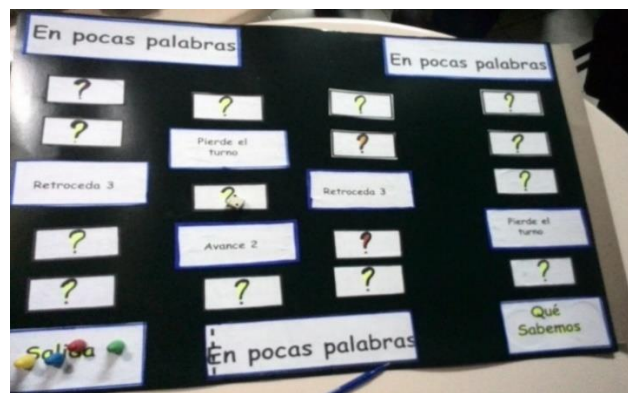 En pocas palabras
En pocas palabras
?
?
?
?
?
Pierde el
turno
?
?
Retroceda 3
?
Retroceda 3
?
?
Avance 2
?
Pierde el
turno
?
?
?
?
Salida
En pocas palabras
Qué
Sabemos